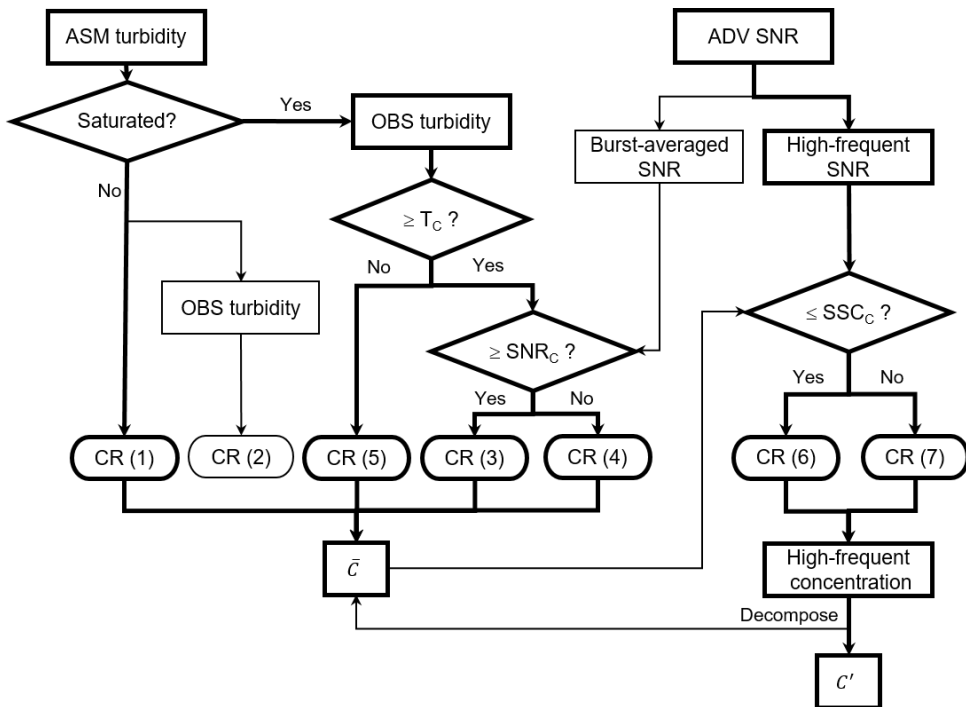 ASM turbidity
ADV SNR
Saturated?
Yes
OBS turbidity
Burst-averaged
SNR
High-frequent
SNR
No
≥ T_C ?
No
Yes
OBS turbidity
≤ SSC_C ?
≥ SNR_C ?
Yes
No
Yes
No
CR (1)
CR (2)
CR (5)
CR (3)
CR (4)
CR (6)
CR (7)
C̄
High-frequent
concentration
Decompose
C′